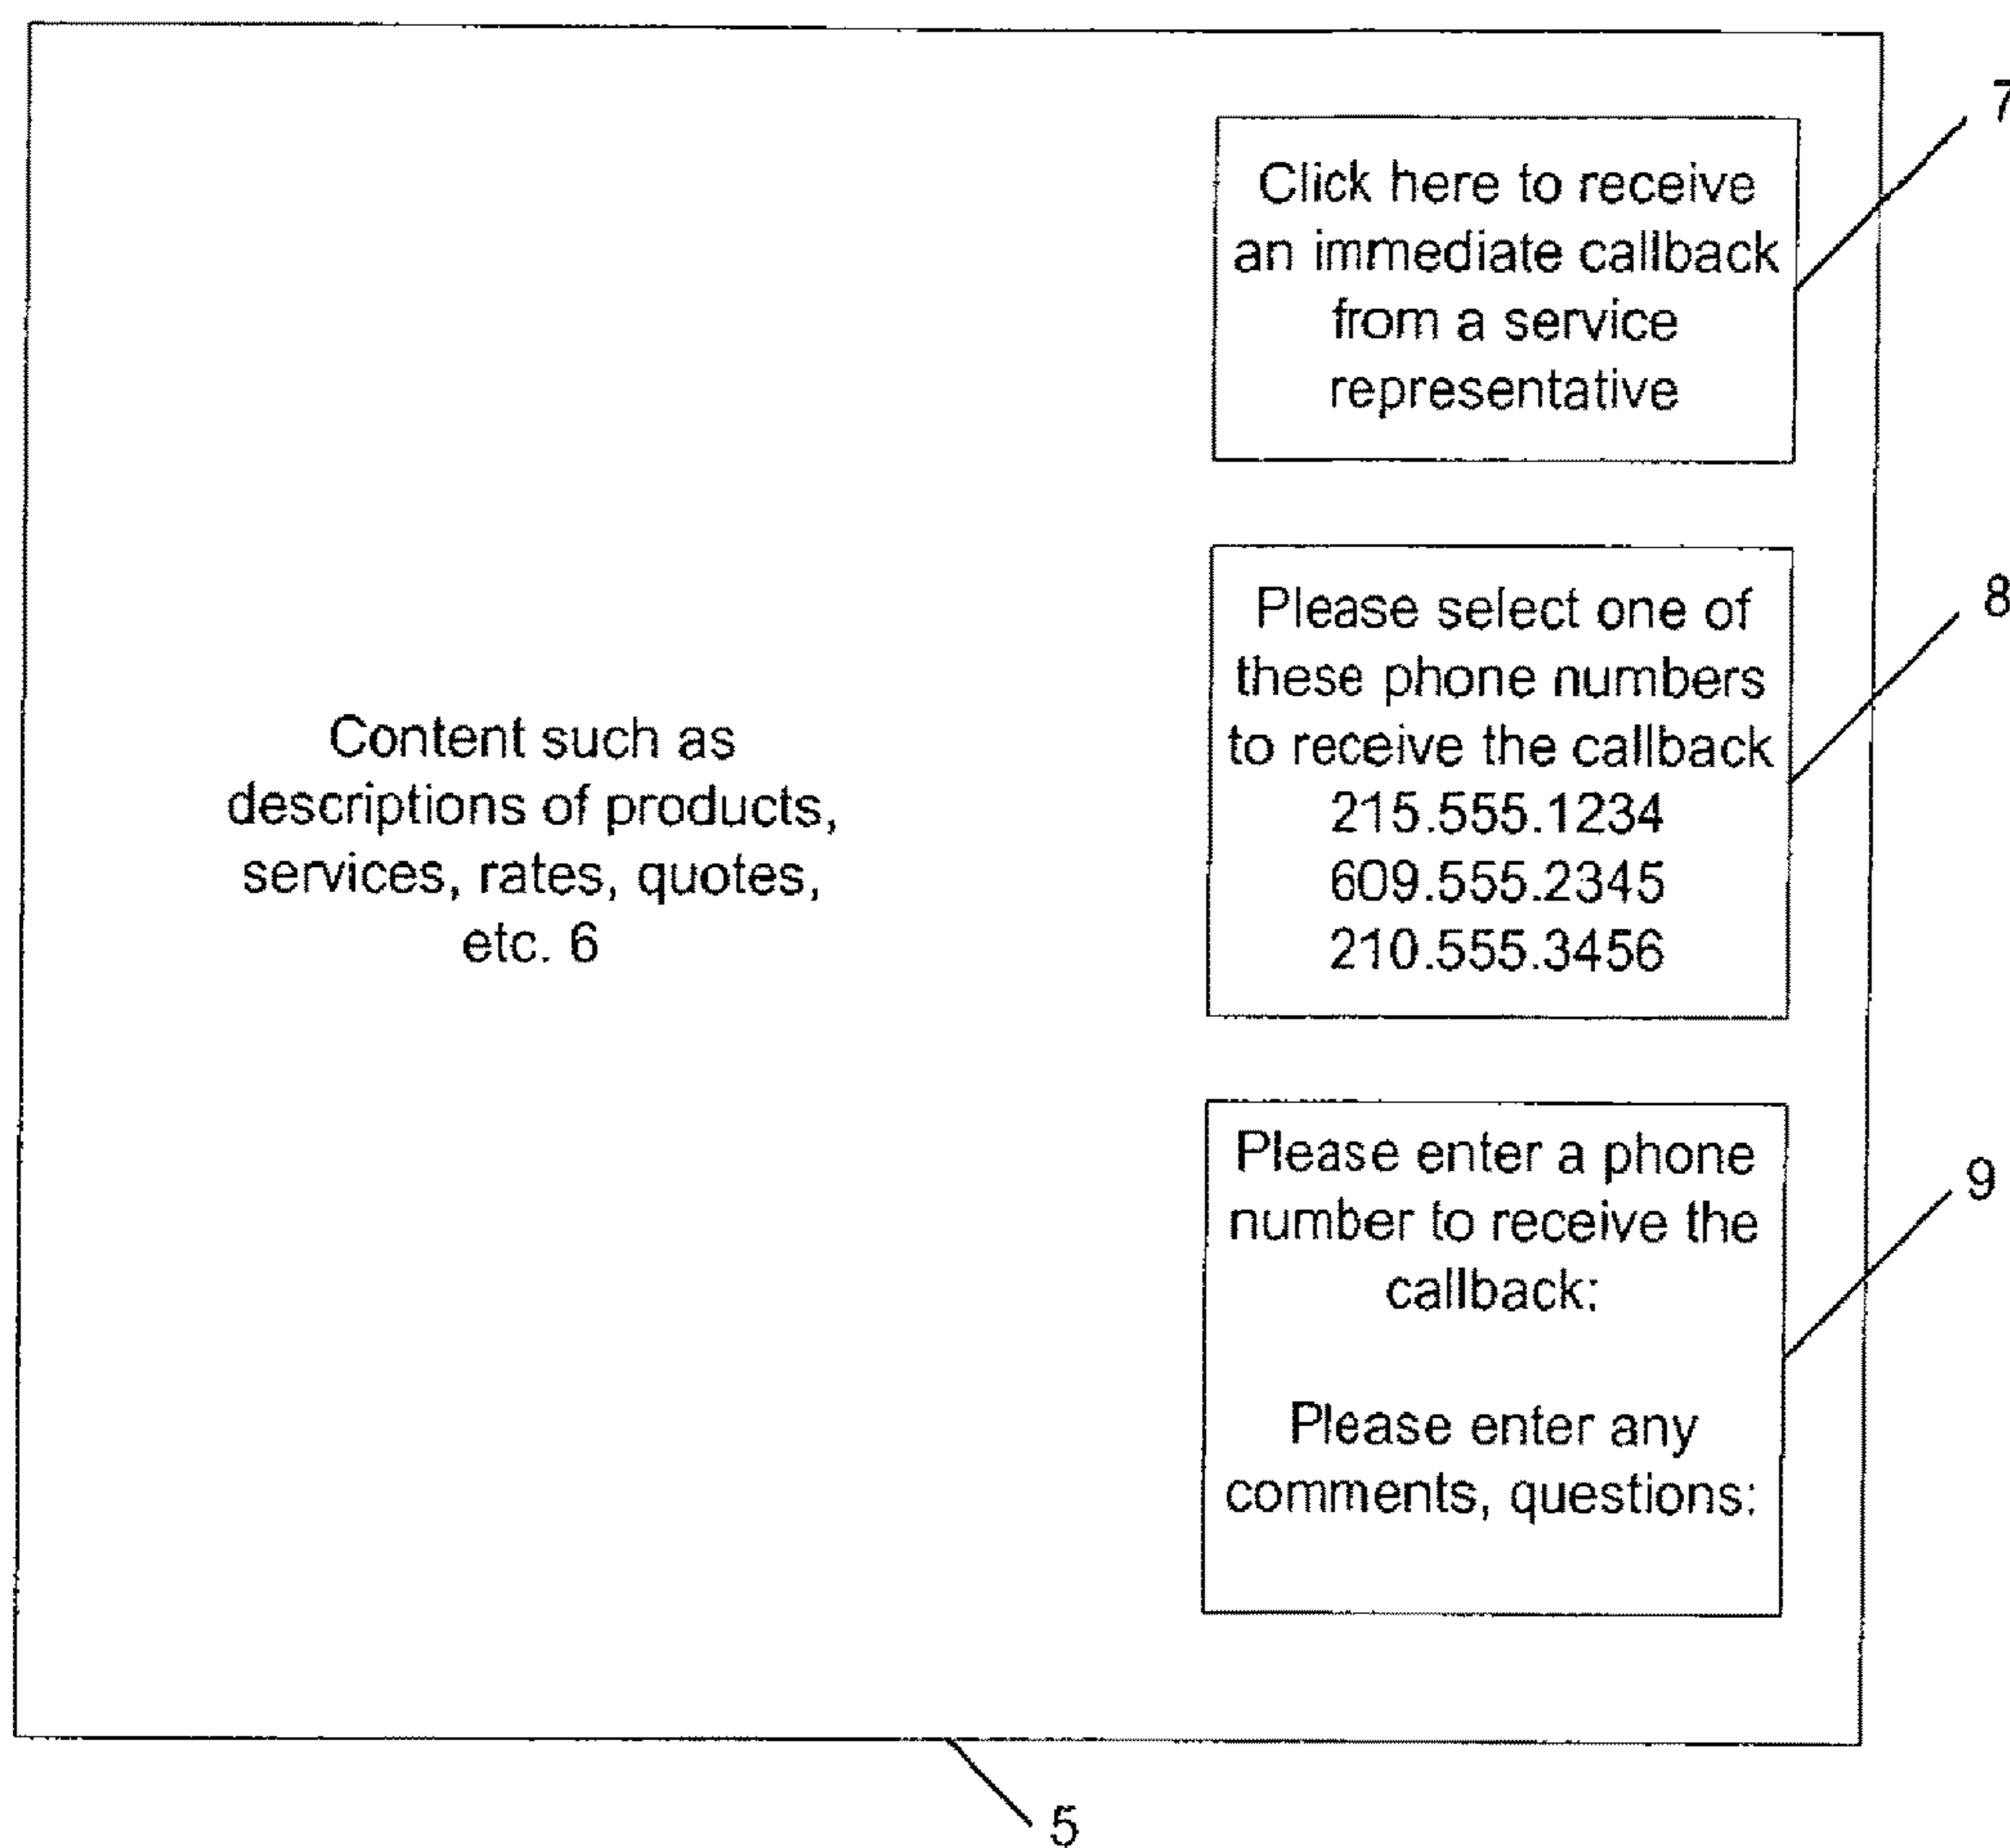 7
Click here to receive
an immediate callback
from a service
representative
8
Please select one of
these phone numbers
to receive the callback
215.555.1234
609.555.2345
210.555.3456
Content such as
descriptions of products,
services, rates, quotes,
etc. 6
9
Please enter a phone
number to receive the
callback:
Please enter any
comments, questions:
5